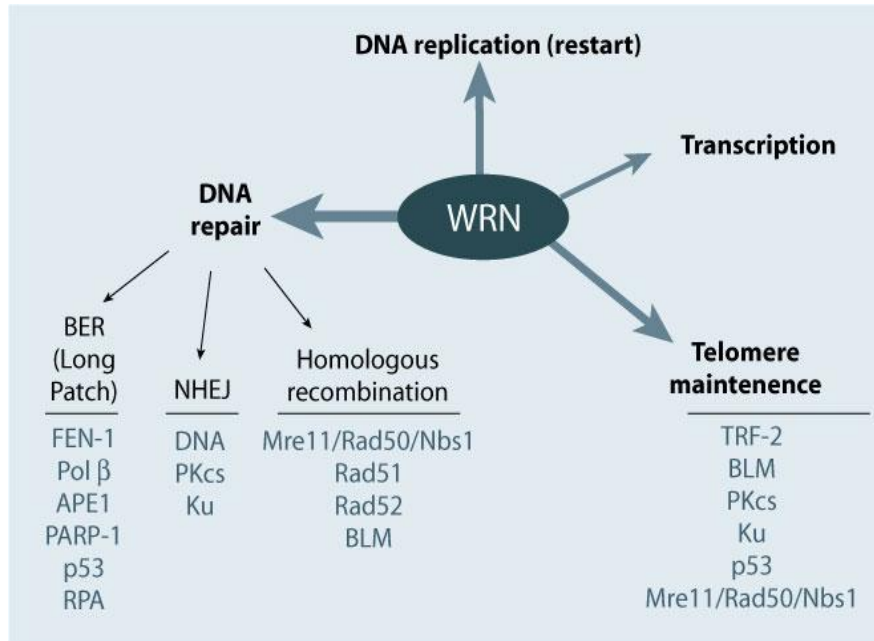 DNA replication (restart)
Transcription
WRN
DNA
repair
BER
(Long
Patch)
FEN-1
Pol β
APE1
PARP-1
p53
RPA
NHEJ
DNA
PKcs
Ku
Homologous
recombination
Mre11/Rad50/Nbs1
Rad51
Rad52
BLM
Telomere
maintenence
TRF-2
BLM
PKcs
Ku
p53
Mre11/Rad50/Nbs1